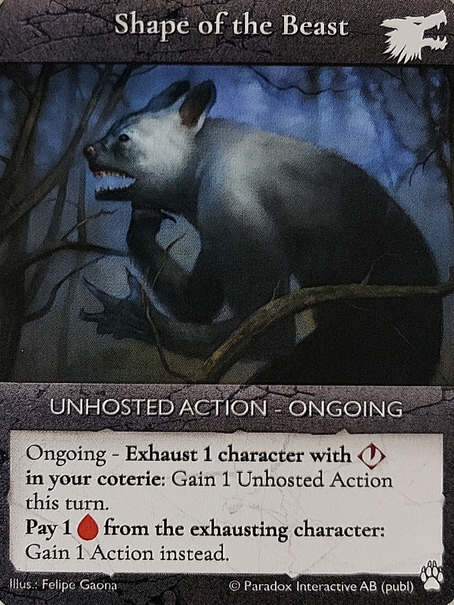 Shape of the Beast
UNHOSTED ACTION - ONGOING
Ongoing - Exhaust 1 character with
in your coterie: Gain 1 Unhosted Action
this turn.
Pay 1 from the exhausting character:
Gain 1 Action instead.
Illus.: Felipe Gaona © Paradox Interactive AB (publ)